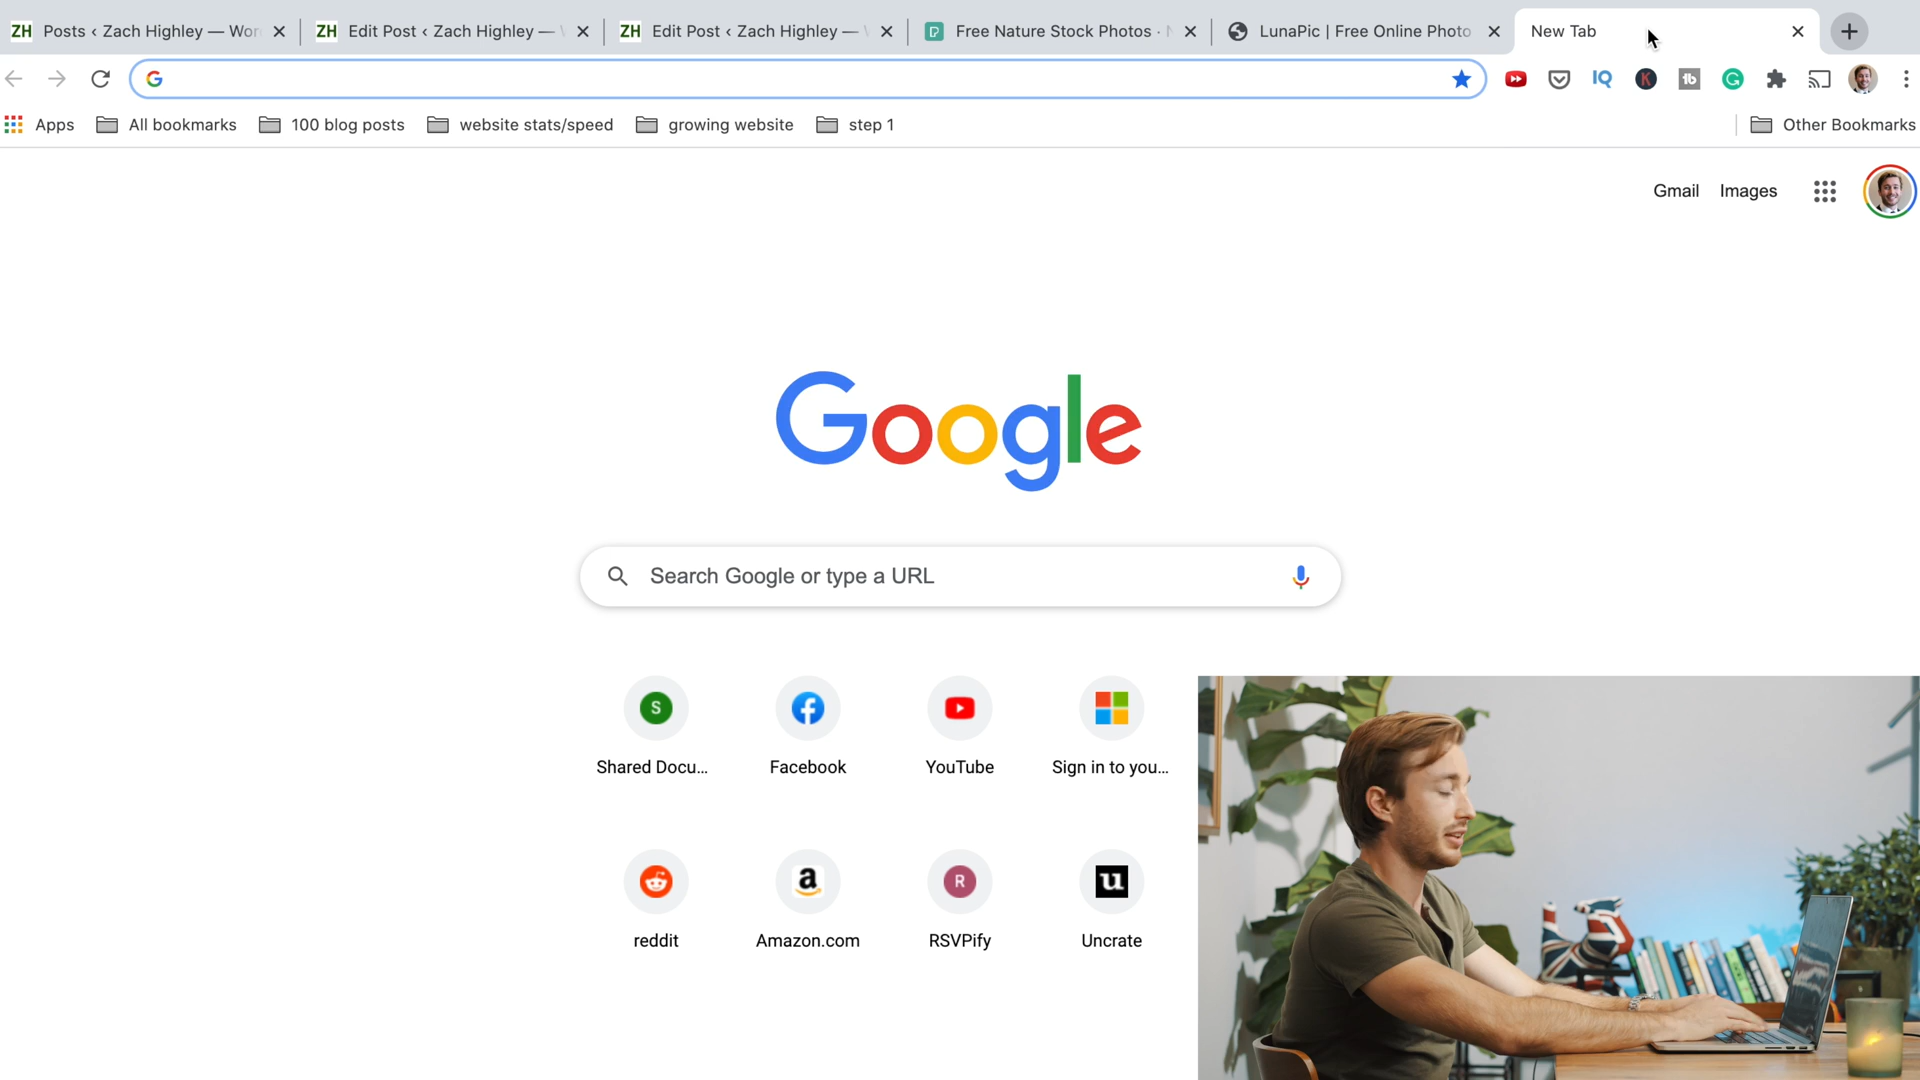 ZH Posts ‹ Zach Highley — Wor
ZH Edit Post ‹ Zach Highley —
ZH Edit Post ‹ Zach Highley —
Free Nature Stock Photos ·
LunaPic | Free Online Photo
New Tab
Apps
All bookmarks
100 blog posts
website stats/speed
growing website
step 1
Other Bookmarks
Gmail
Images
Google
Search Google or type a URL
S
Shared Docu...
Facebook
YouTube
Sign in to you...
reddit
a
Amazon.com
R
RSVPify
u
Uncrate